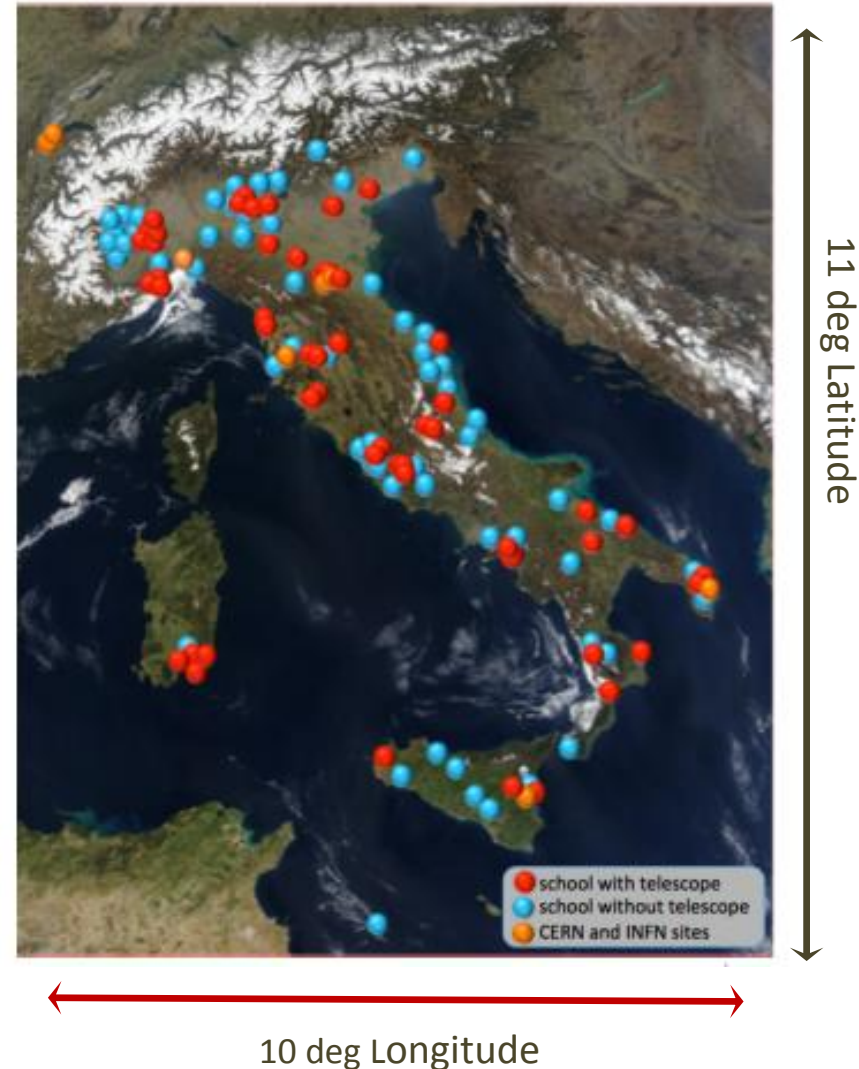 11 deg Latitude
school with telescope
school without telescope
CERN and INFN sites
10 deg Longitude